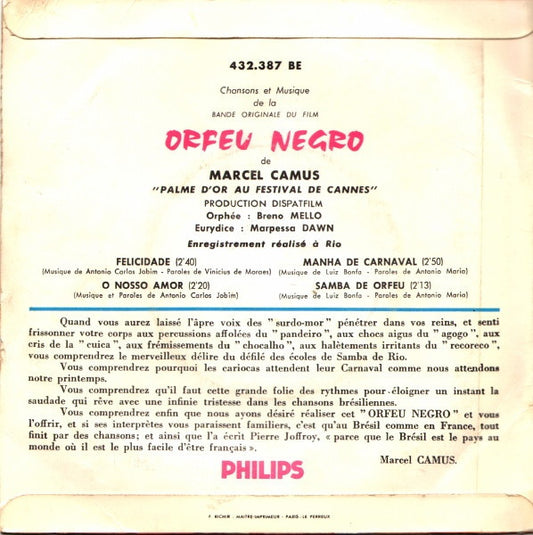 432.387 BE
Chansons et Musique
de la
BANDE ORIGINALE DU FILM
ORFEU NEGRO
de
MARCEL CAMUS
"PALME D'OR AU FESTIVAL DE CANNES"
PRODUCTION DISPATFILM
Orphée : Breno MELLO
Eurydice : Marpessa DAWN
Enregistrement réalisé à Rio
FELICIDADE (2'40)
(Musique de Antonio Carlos Jobim - Paroles de Vinicius de Moraes)
O NOSSO AMOR (2'20)
(Musique et Paroles de Antonio Carlos Jobim)
MANHA DE CARNAVAL (2'50)
(Musique de Luiz Bonfa - Paroles de Antonio Maria)
SAMBA DE ORFEU (2'13)
(Musique de Luiz Bonfa - Paroles de Antonio Maria)
Quand vous aurez laissé l'âpre voix des "surdo-mor" pénétrer dans vos reins, et senti
frissonner votre corps aux percussions affolées du "pandeiro", aux chocs aigus du "agogo", aux
cris de la "cuica", aux frémissements du "chocalho", aux halètements irritants du "recoreco",
vous comprendrez le merveilleux délire du défilé des écoles de Samba de Rio.
Vous comprendrez pourquoi les cariocas attendent leur Carnaval comme nous attendons
notre printemps.
Vous comprendrez qu'il faut cette grande folie des rythmes pour éloigner un instant la
saudade qui rêve avec une infinie tristesse dans les chansons brésiliennes.
Vous comprendrez enfin que nous ayons désiré réaliser cet "ORFEU NEGRO" et vous
l'offrir, et si ses interprètes vous paraissent familiers, c'est qu'au Brésil comme en France, tout
finit par des chansons; et ainsi que l'a écrit Pierre Joffroy, « parce que le Brésil est le pays au
monde où il est le plus facile d'être français ».
Marcel CAMUS.
PHILIPS
F. RICHIR - MAITRE-IMPRIMEUR - PARIS-LE PERREUX